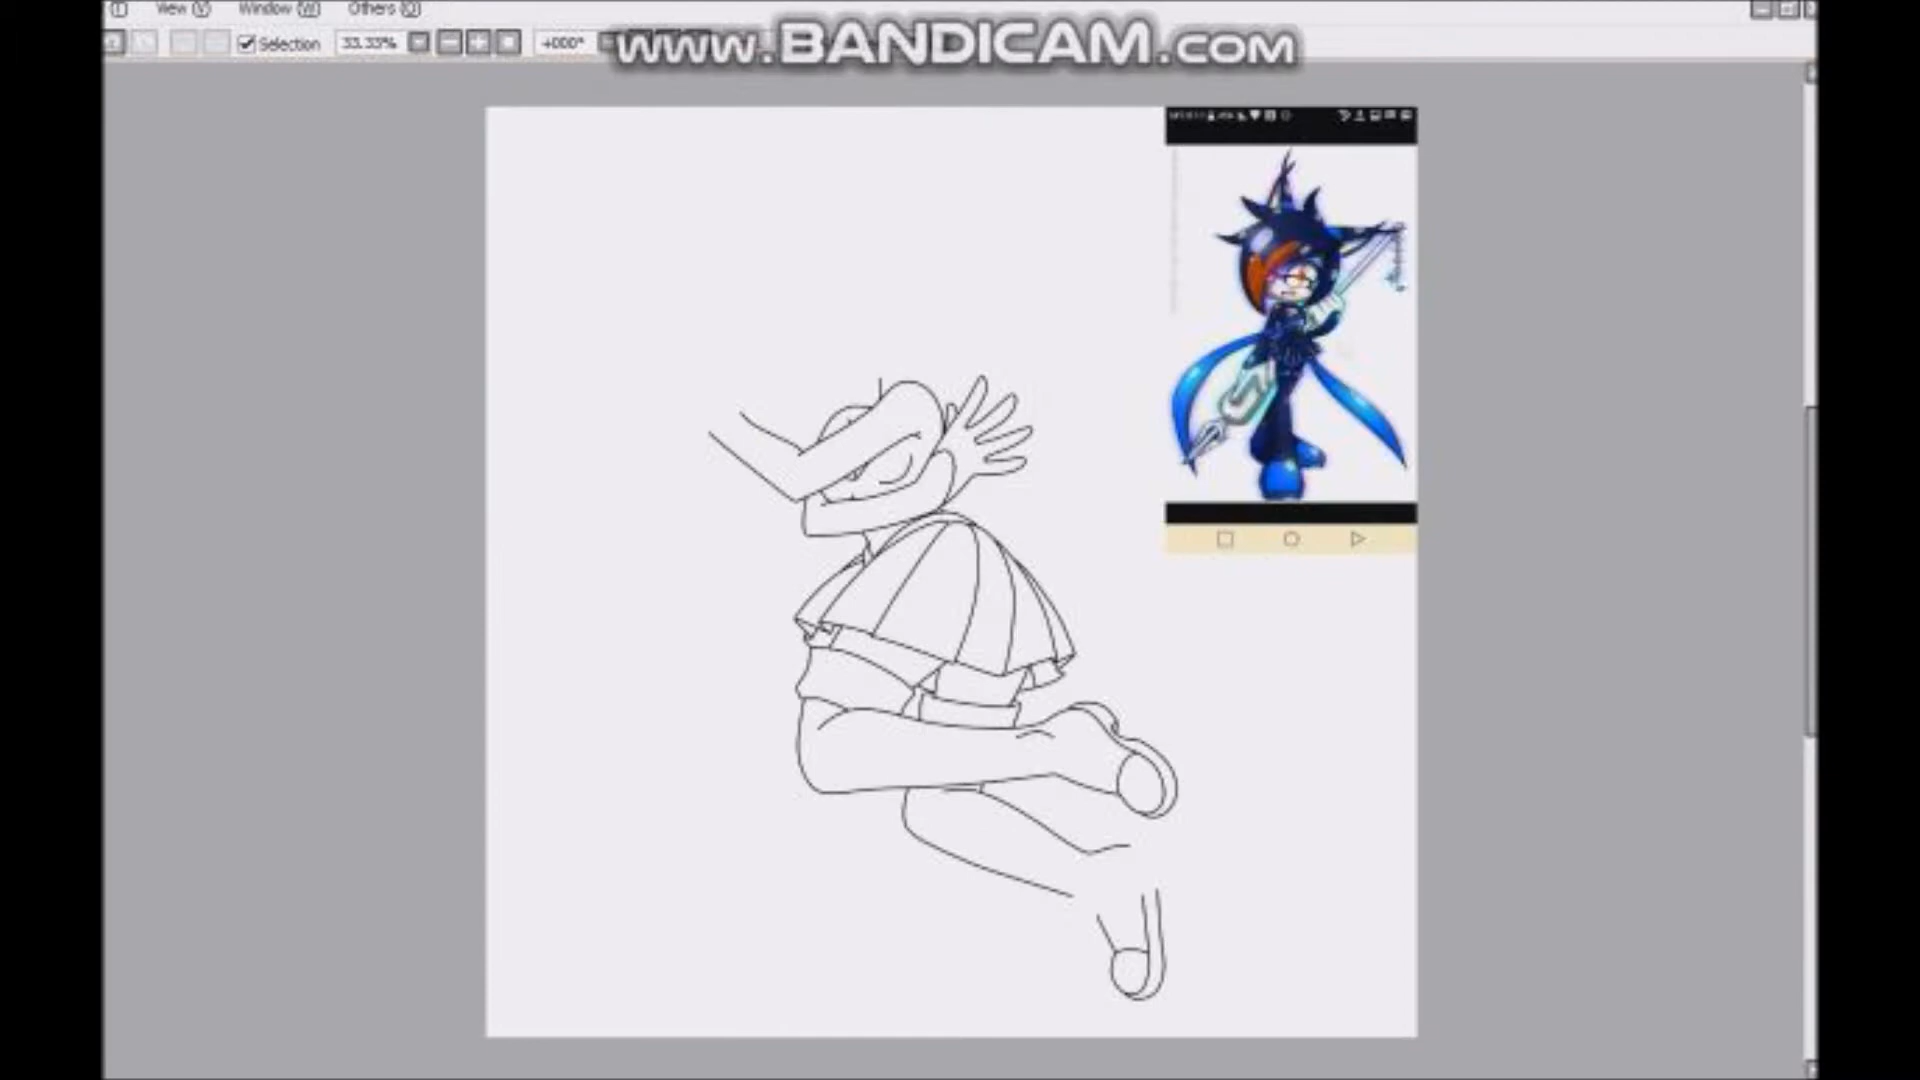 View (V) Window (W) Others (O)
www.BANDICAM.com
Selection 33.33% +000°